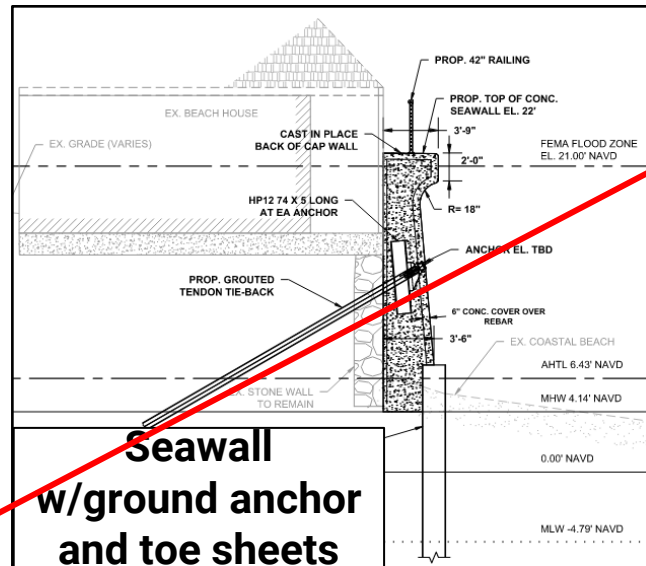 PROP. 42" RAILING
EX. BEACH HOUSE
PROP. TOP OF CONC.
SEAWALL EL. 22'
CAST IN PLACE
BACK OF CAP WALL
3'-9"
EX. GRADE (VARIES)
FEMA FLOOD ZONE
EL. 21.00' NAVD
2'-0"
HP12 74 X 5 LONG
AT EA ANCHOR
R= 18"
ANCHOR EL. TBD
PROP. GROUTED
TENDON TIE-BACK
6" CONC. COVER OVER
REBAR
3'-6"
EX. COASTAL BEACH
AHTL 6.43' NAVD
EX. STONE WALL
TO REMAIN
MHW 4.14' NAVD
Seawall
w/ground anchor
and toe sheets
0.00' NAVD
MLW -4.79' NAVD